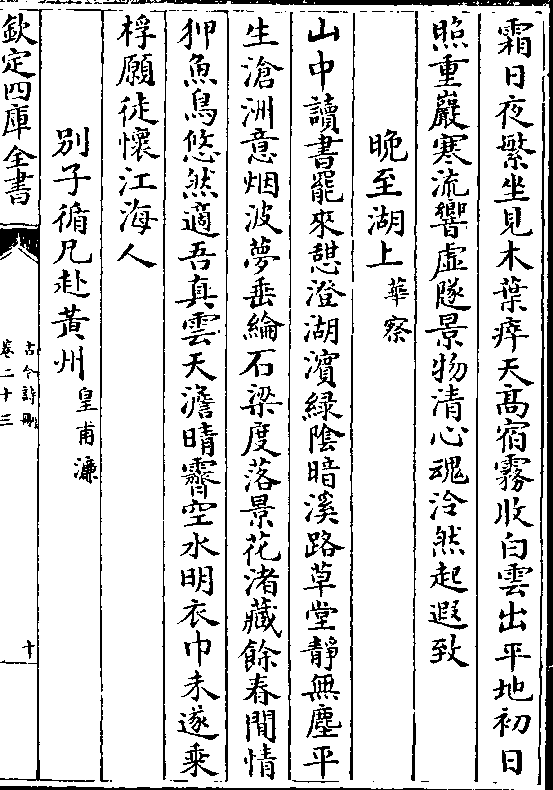 霜日夜繁坐見木葉瘁天高宿霧收白雲出平地初日
照重巖寒流響虛隧景物清心魂泠然起遐致
晚至湖上 華察
山中讀書罷來憇澄湖濱綠陰暗溪路草堂靜無塵平
生滄洲意烟波夢垂綸石梁度落景花渚藏餘春閒情
狎魚鳥悠然適吾真雲天澹晴霽空水明衣巾未遂乘
桴願徒懷江海人
別子循兄赴黃州 皇甫濂
欽定四庫全書
古今詩刪
卷二十三
十